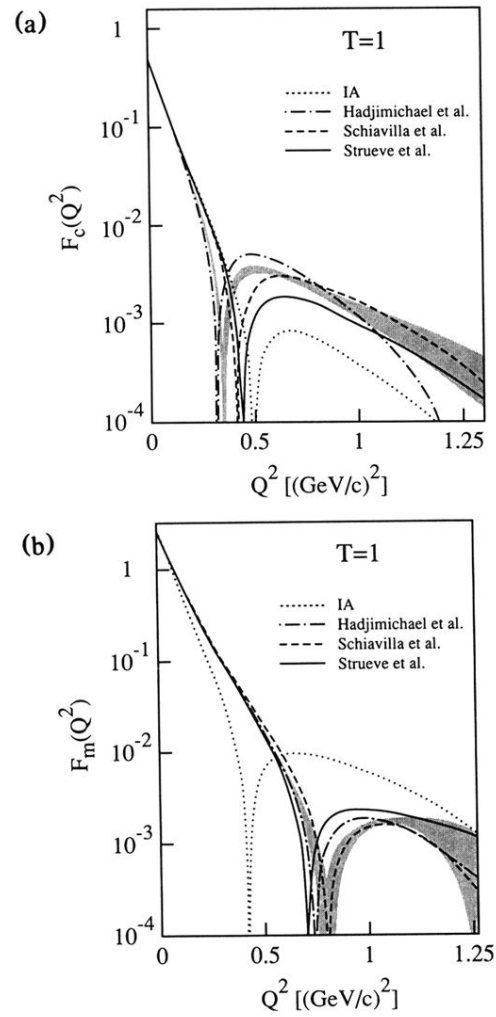 (a)
T=1
IA
Hadjimichael et al.
Schiavilla et al.
Strueve et al.
F_c(Q^2)
1
10^-1
10^-2
10^-3
10^-4
0
0.5
1
1.25
Q^2 [(GeV/c)^2]
(b)
T=1
IA
Hadjimichael et al.
Schiavilla et al.
Strueve et al.
F_m(Q^2)
1
10^-1
10^-2
10^-3
10^-4
0
0.5
1
1.25
Q^2 [(GeV/c)^2]